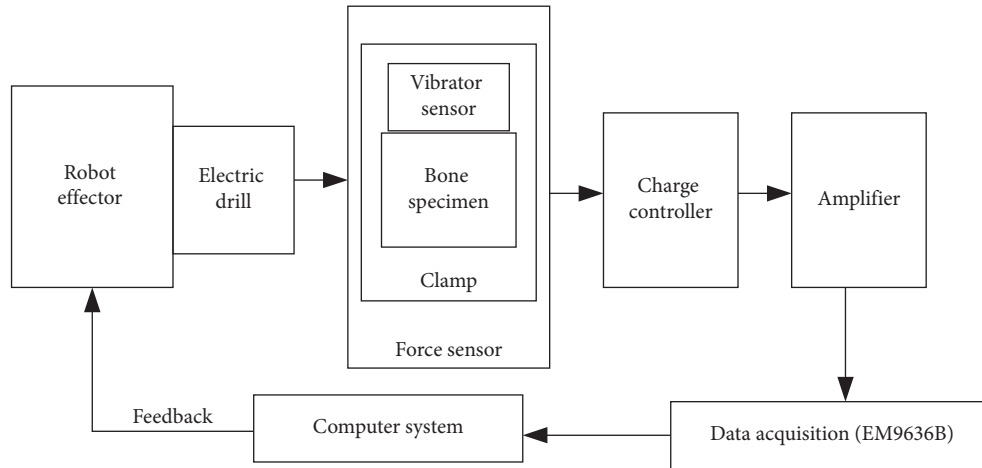 Robot
effector
Electric
drill
Vibrator
sensor
Bone
specimen
Clamp
Force sensor
Charge
controller
Amplifier
Feedback
Computer system
Data acquisition (EM9636B)